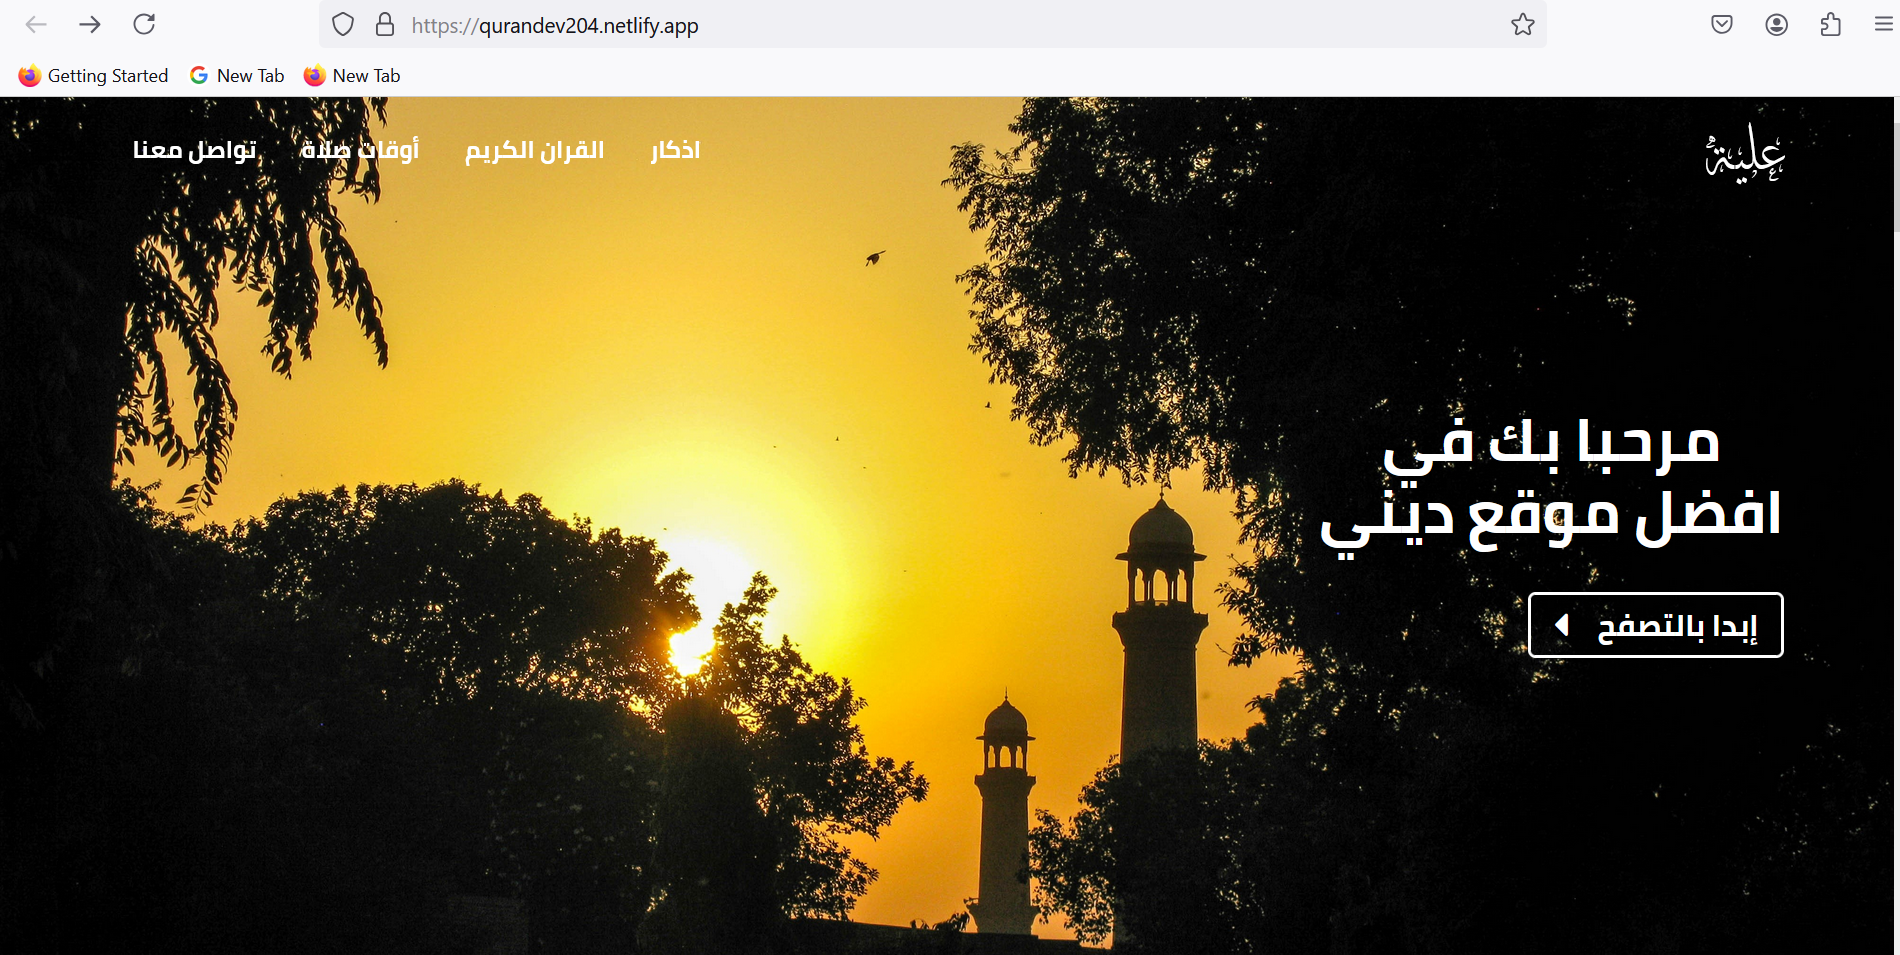 https://qurandev204.netlify.app
Getting Started
New Tab
New Tab
علية
اذكار
القران الكريم
أوقات صلاة
تواصل معنا
مرحبا بك في
افضل موقع ديني
إبدا بالتصفح